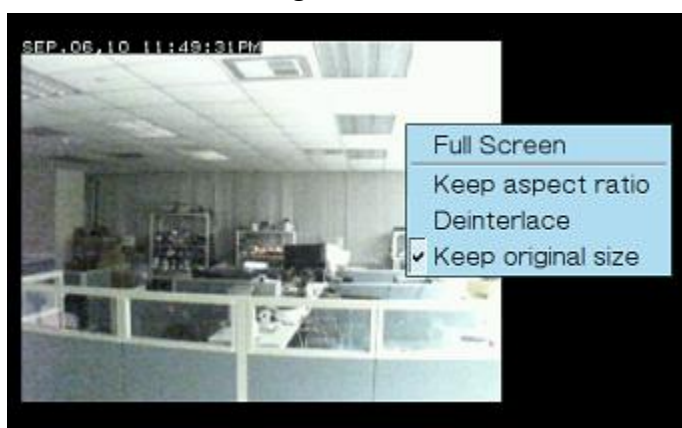 SEP.06,10 11:49:31PM
Full Screen
Keep aspect ratio
Deinterlace
Keep original size